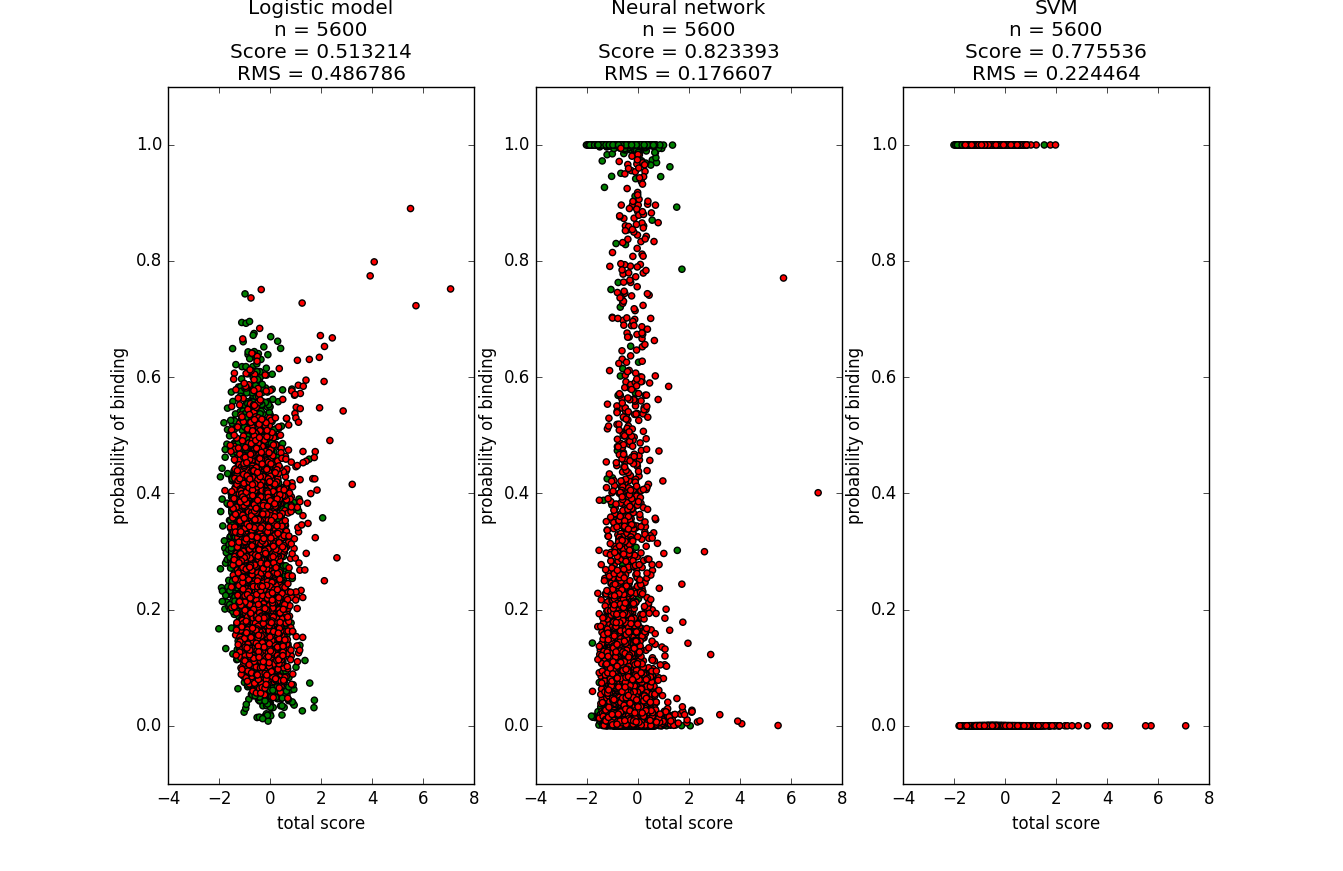 Logistic model
n = 5600
Score = 0.513214
RMS = 0.486786
Neural network
n = 5600
Score = 0.823393
RMS = 0.176607
SVM
n = 5600
Score = 0.775536
RMS = 0.224464
probability of binding
1.0
0.8
0.6
0.4
0.2
0.0
−4 −2 0 2 4 6 8
total score
probability of binding
1.0
0.8
0.6
0.4
0.2
0.0
−4 −2 0 2 4 6 8
total score
probability of binding
1.0
0.8
0.6
0.4
0.2
0.0
−4 −2 0 2 4 6 8
total score